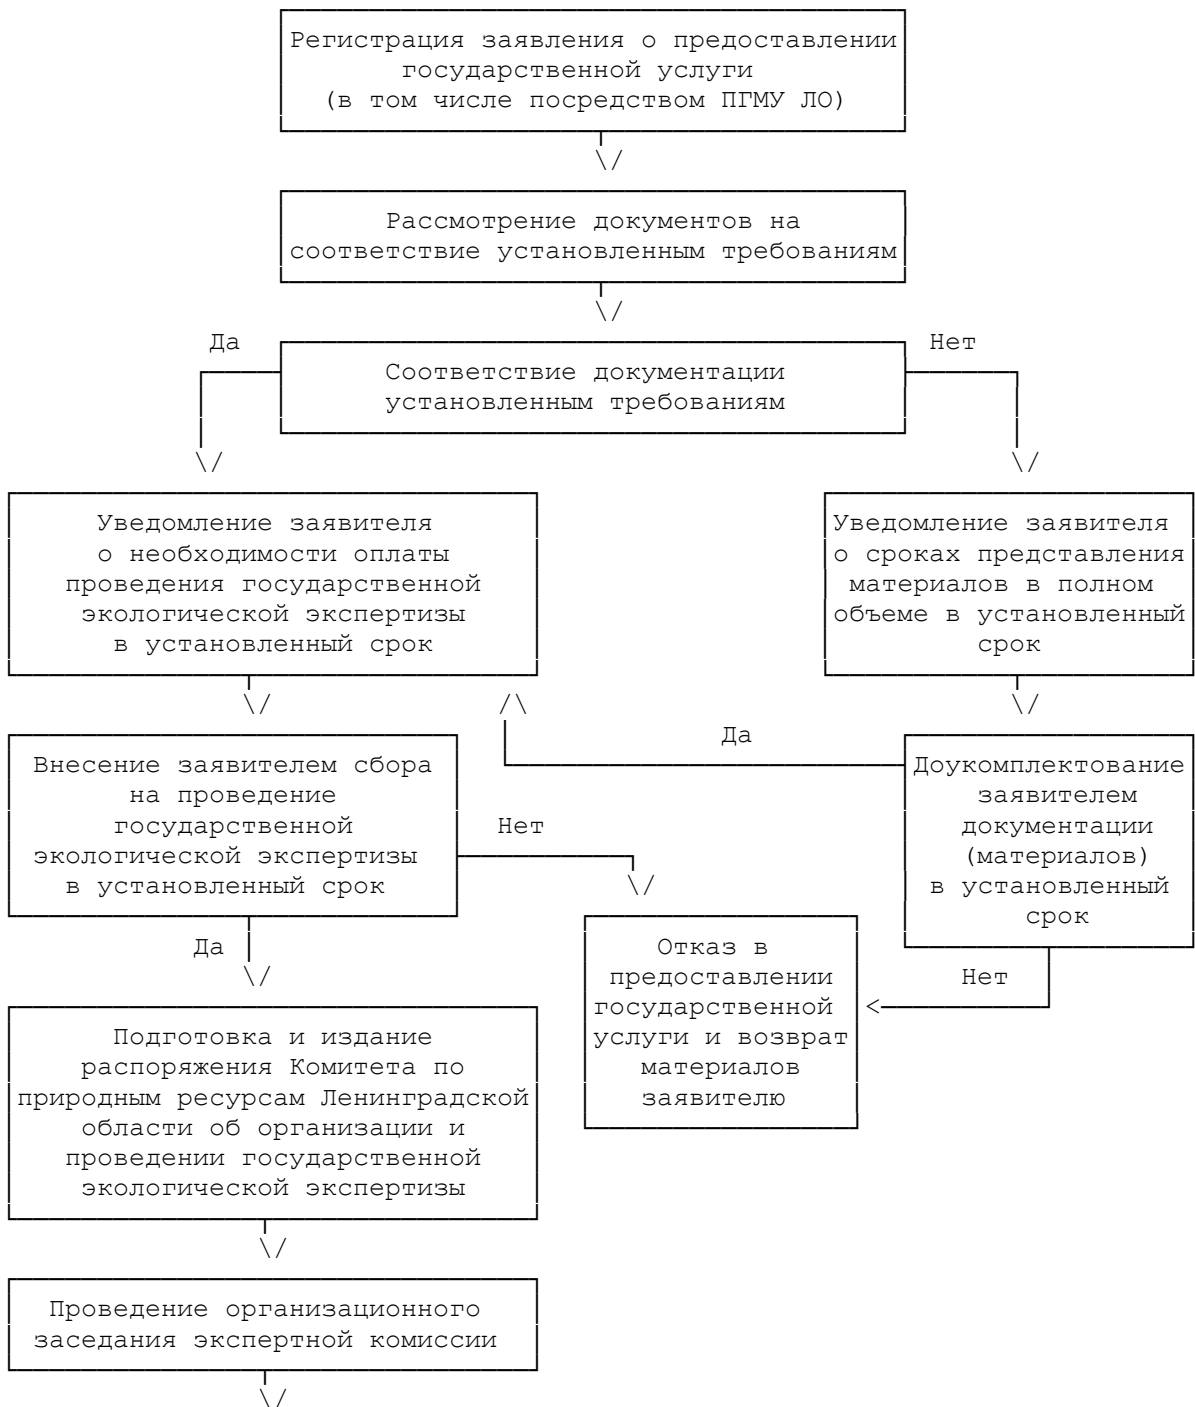 Регистрация заявления о предоставлении
государственной услуги
(в том числе посредством ПГМУ ЛО)
Рассмотрение документов на
соответствие установленным требованиям
Да
Нет
Соответствие документации
установленным требованиям
Уведомление заявителя
о необходимости оплаты
проведения государственной
экологической экспертизы
в установленный срок
Уведомление заявителя
о сроках представления
материалов в полном
объеме в установленный
срок
Внесение заявителем сбора
на проведение
государственной
экологической экспертизы
в установленный срок
Да
Доукомплектование
заявителем
документации
(материалов)
в установленный
срок
Нет
Да
Отказ в
предоставлении
государственной
услуги и возврат
материалов
заявителю
Нет
Подготовка и издание
распоряжения Комитета по
природным ресурсам Ленинградской
области об организации и
проведении государственной
экологической экспертизы
Проведение организационного
заседания экспертной комиссии